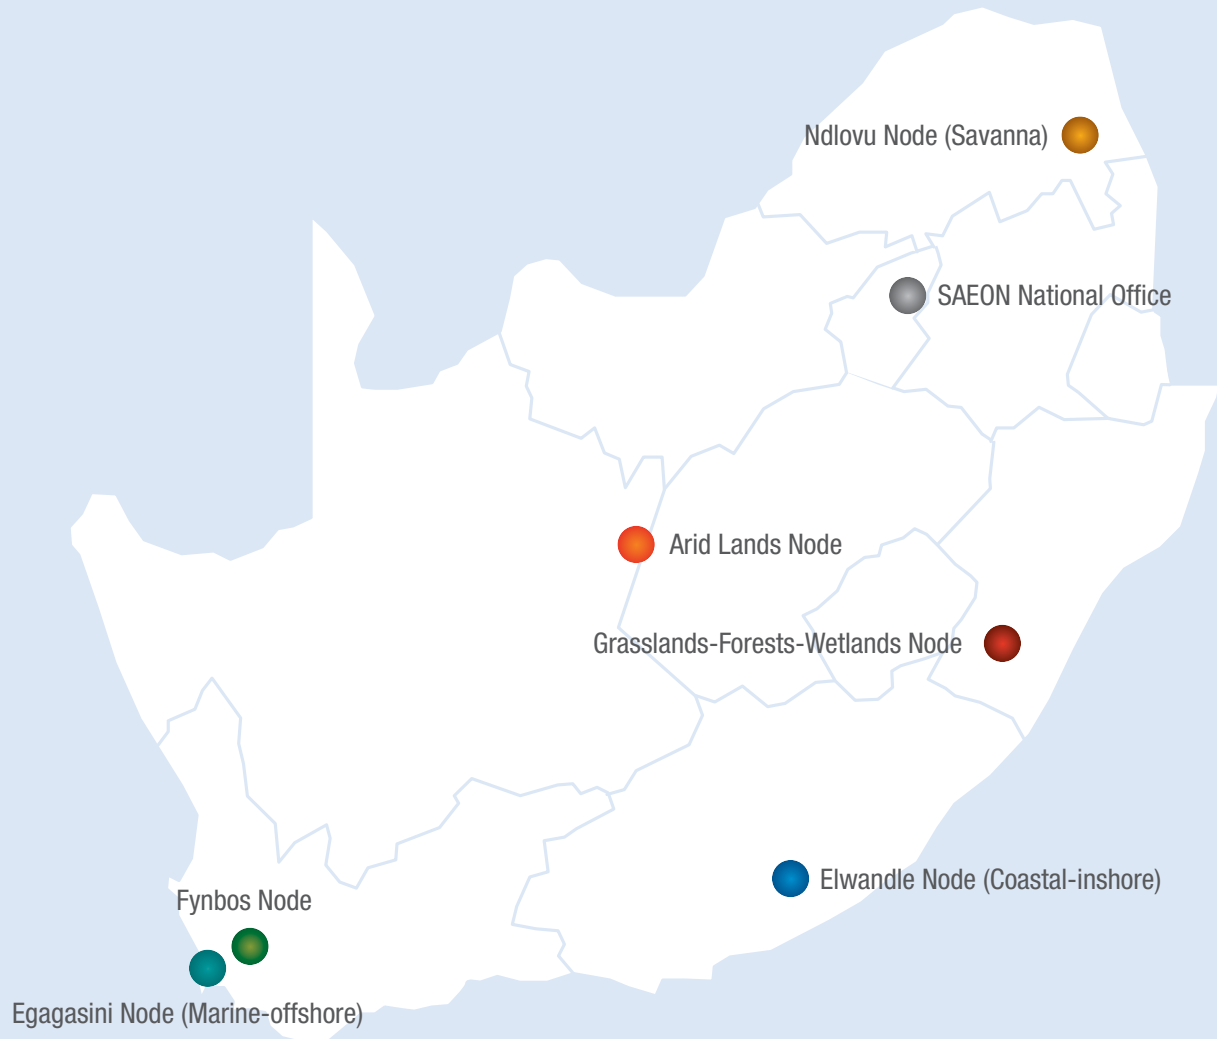 Ndlovu Node (Savanna)
SAEON National Office
Arid Lands Node
Grasslands-Forests-Wetlands Node
Elwandle Node (Coastal-inshore)
Fynbos Node
Egagasini Node (Marine-offshore)